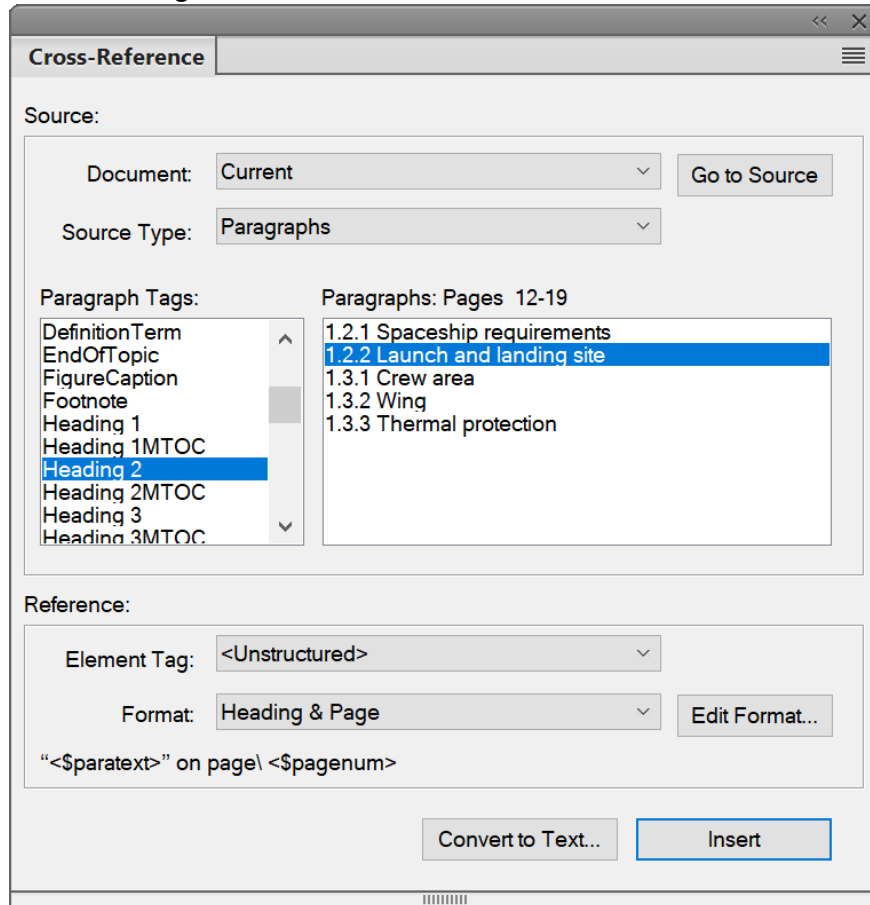 Cross-Reference
Source:
Document: Current Go to Source
Source Type: Paragraphs
Paragraph Tags: Paragraphs: Pages 12-19
DefinitionTerm
EndOfTopic
FigureCaption
Footnote
Heading 1
Heading 1MTOC
Heading 2
Heading 2MTOC
Heading 3
Heading 3MTOC
1.2.1 Spaceship requirements
1.2.2 Launch and landing site
1.3.1 Crew area
1.3.2 Wing
1.3.3 Thermal protection
Reference:
Element Tag: <Unstructured>
Format: Heading & Page Edit Format...
“<$paratext>” on page\ <$pagenum>
Convert to Text... Insert